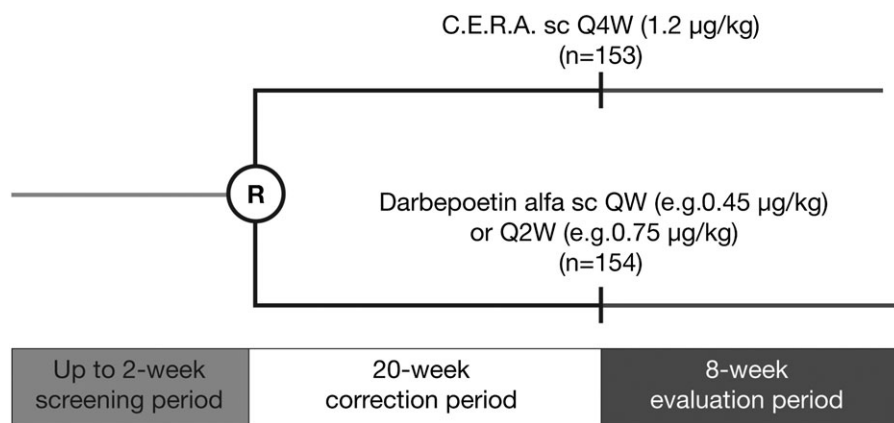 C.E.R.A. sc Q4W (1.2 µg/kg)
(n=153)
R
Darbepoetin alfa sc QW (e.g.0.45 µg/kg)
or Q2W (e.g.0.75 µg/kg)
(n=154)
Up to 2-week
screening period
20-week
correction period
8-week
evaluation period